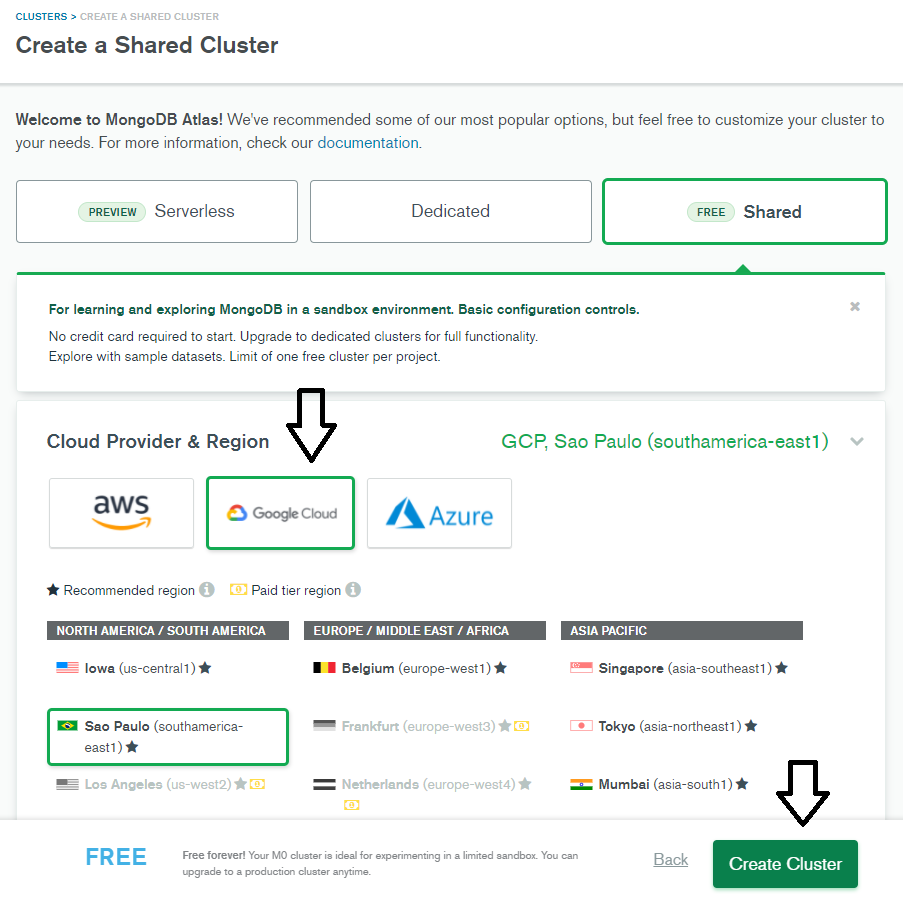 CLUSTERS > CREATE A SHARED CLUSTER
Create a Shared Cluster
Welcome to MongoDB Atlas! We've recommended some of our most popular options, but feel free to customize your cluster to
your needs. For more information, check our documentation.
PREVIEW Serverless
Dedicated
FREE Shared
For learning and exploring MongoDB in a sandbox environment. Basic configuration controls.
No credit card required to start. Upgrade to dedicated clusters for full functionality.
Explore with sample datasets. Limit of one free cluster per project.
Cloud Provider & Region
GCP, Sao Paulo (southamerica-east1)
aws
Google Cloud
Azure
Recommended region
Paid tier region
NORTH AMERICA / SOUTH AMERICA
Iowa (us-central1)
Sao Paulo (southamerica-
east1)
Los Angeles (us-west2)
EUROPE / MIDDLE EAST / AFRICA
Belgium (europe-west1)
Frankfurt (europe-west3)
Netherlands (europe-west4)
ASIA PACIFIC
Singapore (asia-southeast1)
Tokyo (asia-northeast1)
Mumbai (asia-south1)
FREE
Free forever! Your M0 cluster is ideal for experimenting in a limited sandbox. You can
upgrade to a production cluster anytime.
Back
Create Cluster